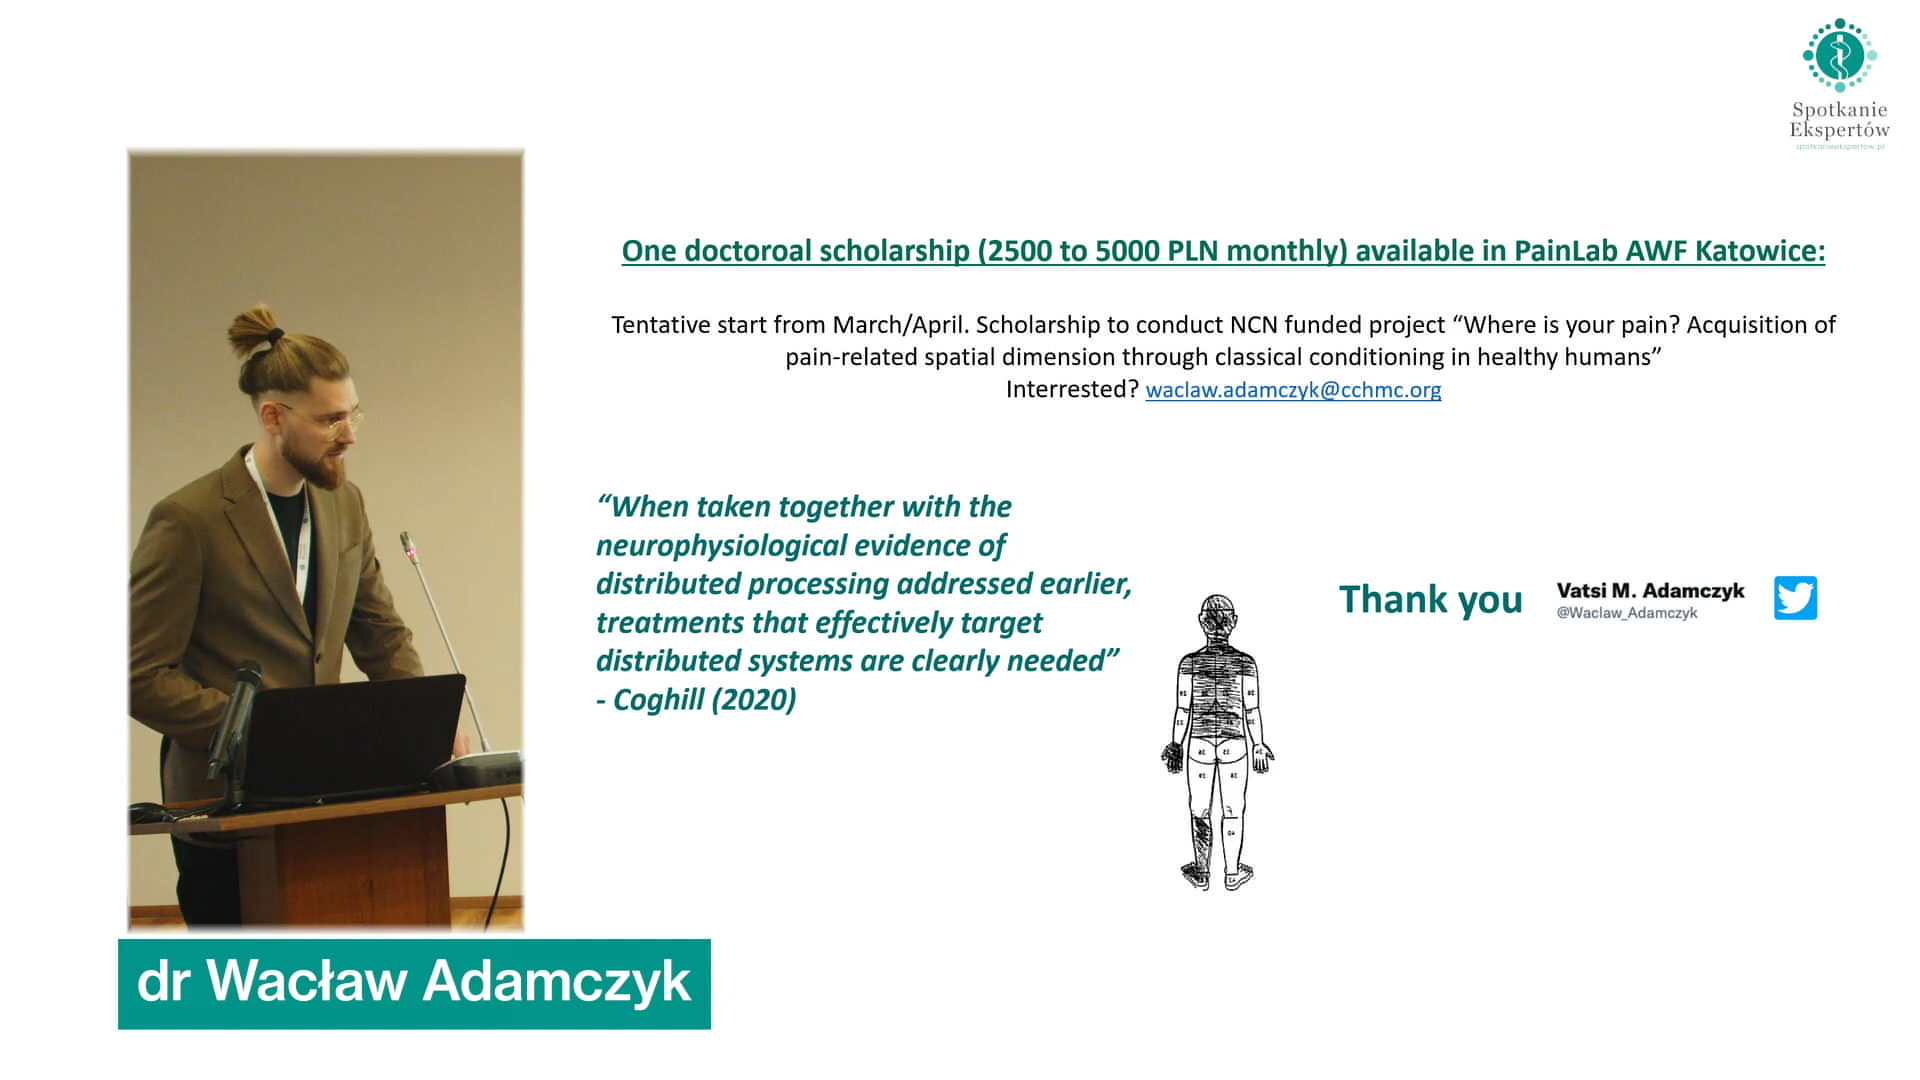 Spotkanie
Ekspertów
spotkanieekspertow.pl
One doctoroal scholarship (2500 to 5000 PLN monthly) available in PainLab AWF Katowice:
Tentative start from March/April. Scholarship to conduct NCN funded project “Where is your pain? Acquisition of
pain-related spatial dimension through classical conditioning in healthy humans”
Interrested? waclaw.adamczyk@cchmc.org
“When taken together with the
neurophysiological evidence of
distributed processing addressed earlier,
treatments that effectively target
distributed systems are clearly needed”
- Coghill (2020)
Thank you
Vatsi M. Adamczyk
@Waclaw_Adamczyk
dr Wacław Adamczyk